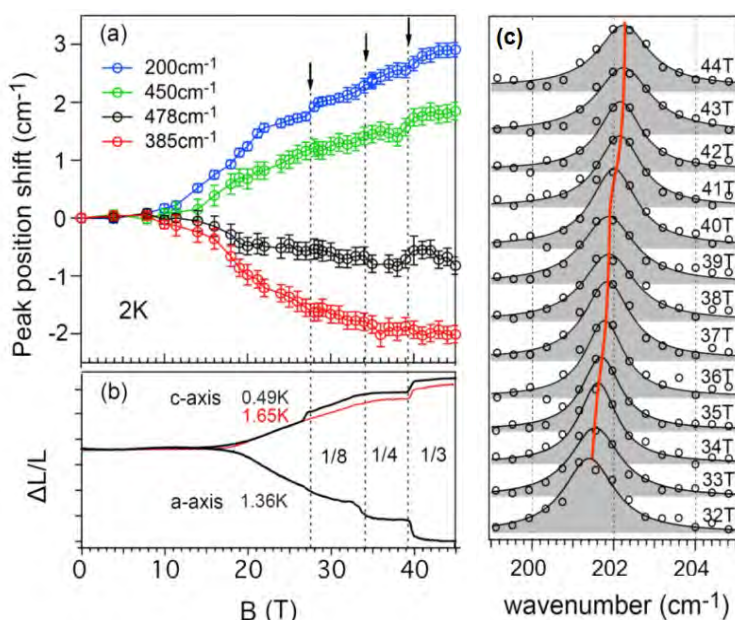 (a)
200cm⁻¹
450cm⁻¹
478cm⁻¹
385cm⁻¹
2K
Peak position shift (cm⁻¹)
3
2
1
0
-1
-2
(b)
c-axis 0.49K
1.65K
1/8 1/4 1/3
a-axis 1.36K
ΔL/L
0 10 20 30 40
B (T)
(c)
44T
43T
42T
41T
40T
39T
38T
37T
36T
35T
34T
33T
32T
200 202 204
wavenumber (cm⁻¹)